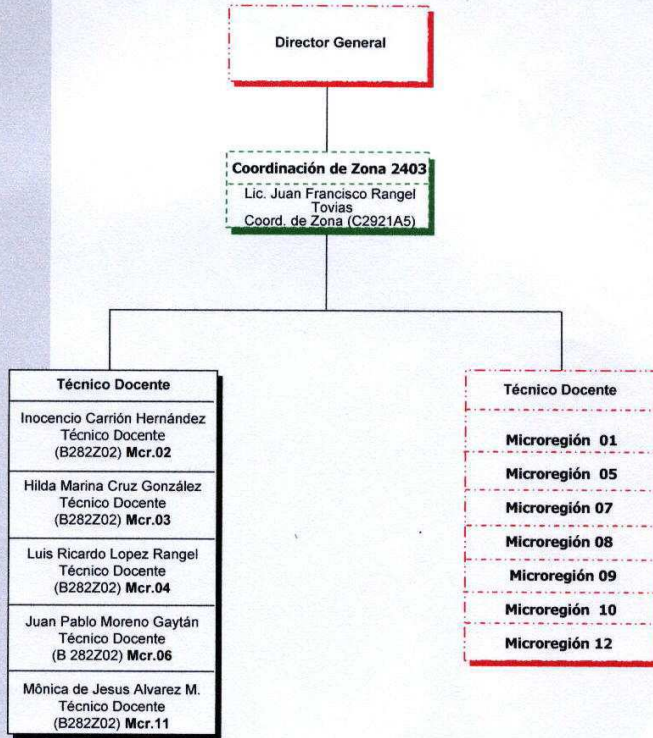 Director General
Coordinación de Zona 2403
Lic. Juan Francisco Rangel
Tovias
Coord. de Zona (C2921A5)
Técnico Docente
Inocencio Carrión Hernández
Técnico Docente
(B282Z02) Mcr.02
Hilda Marina Cruz González
Técnico Docente
(B282Z02) Mcr.03
Luis Ricardo Lopez Rangel
Técnico Docente
(B282Z02) Mcr.04
Juan Pablo Moreno Gaytán
Técnico Docente
(B 282Z02) Mcr.06
Mônica de Jesus Alvarez M.
Técnico Docente
(B282Z02) Mcr.11
Técnico Docente
Microregión 01
Microregión 05
Microregión 07
Microregión 08
Microregión 09
Microregión 10
Microregión 12